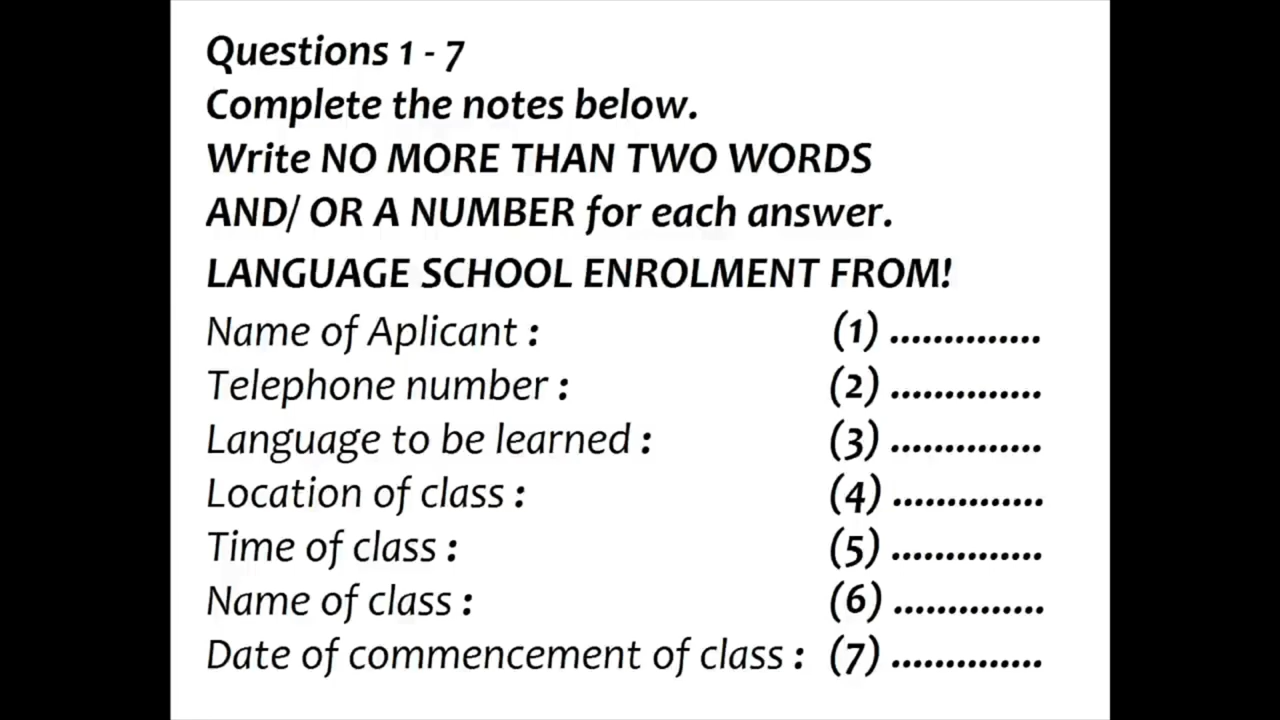 Questions 1 - 7
Complete the notes below.
Write NO MORE THAN TWO WORDS
AND/ OR A NUMBER for each answer.
LANGUAGE SCHOOL ENROLMENT FROM!
Name of Aplicant : (1) ..............
Telephone number : (2) ..............
Language to be learned : (3) ..............
Location of class : (4) ..............
Time of class : (5) ..............
Name of class : (6) ..............
Date of commencement of class : (7) ..............